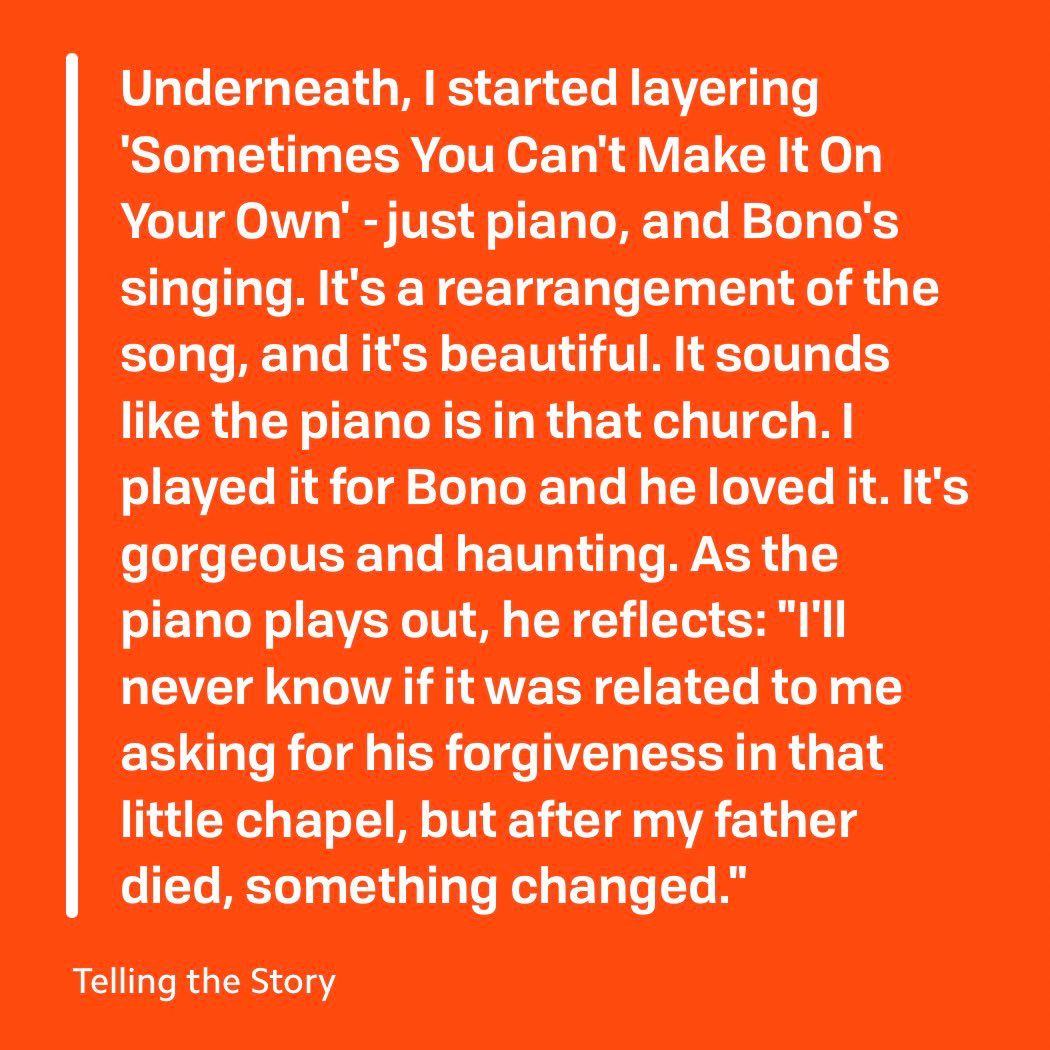 Underneath, I started layering
'Sometimes You Can't Make It On
Your Own' - just piano, and Bono's
singing. It's a rearrangement of the
song, and it's beautiful. It sounds
like the piano is in that church. I
played it for Bono and he loved it. It's
gorgeous and haunting. As the
piano plays out, he reflects: "I'll
never know if it was related to me
asking for his forgiveness in that
little chapel, but after my father
died, something changed."
Telling the Story